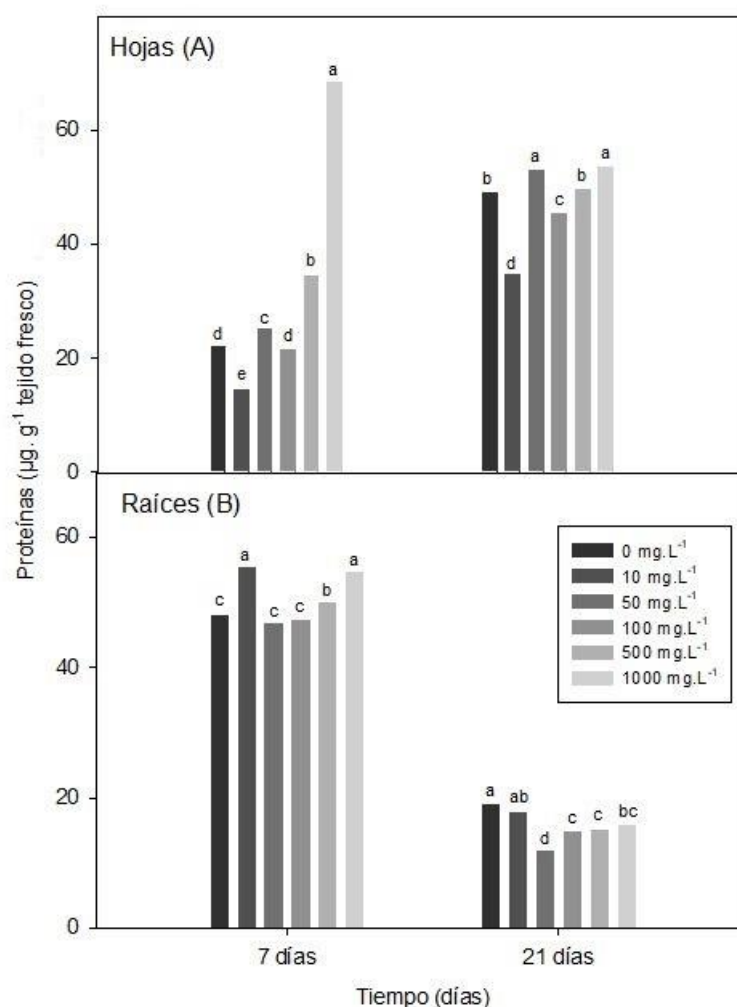 Hojas (A)
a
a
a
b
b
b
c
d
c
d
d
e
60
40
20
0
Proteínas (µg. g⁻¹ tejido fresco)
Raíces (B)
60
40
20
0
c
a
c
c
b
a
a
ab
d
c
c
bc
0 mg.L⁻¹
10 mg.L⁻¹
50 mg.L⁻¹
100 mg.L⁻¹
500 mg.L⁻¹
1000 mg.L⁻¹
7 días
21 días
Tiempo (días)